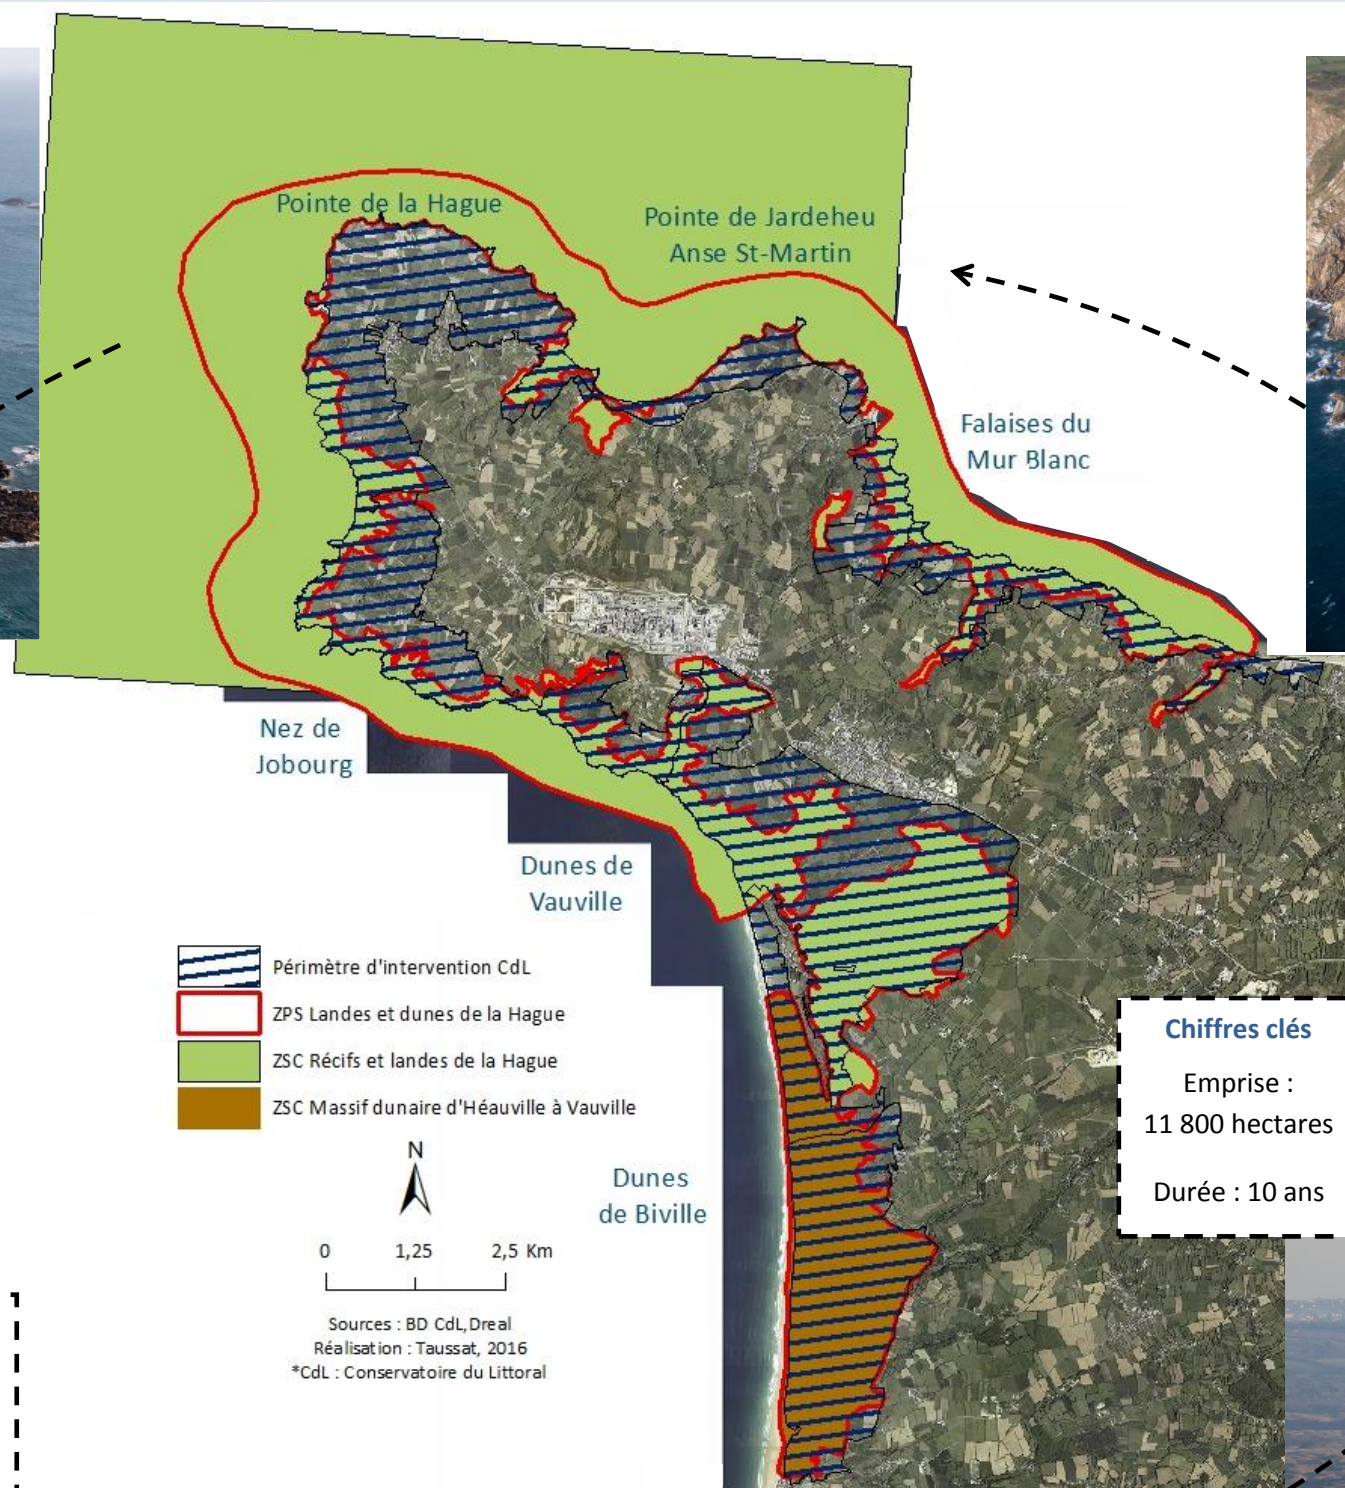 Pointe de la Hague
Pointe de Jardeheu
Anse St-Martin
Falaises du
Mur Blanc
Nez de
Jobourg
Dunes de
Vauville
Périmètre d'intervention CdL
ZPS Landes et dunes de la Hague
ZSC Récifs et landes de la Hague
ZSC Massif dunaire d'Héauville à Vauville
N
0 1,25 2,5 Km
Sources : BD CdL,Dreal
Réalisation : Taussat, 2016
*CdL : Conservatoire du Littoral
Dunes
de Biville
Chiffres clés
Emprise :
11 800 hectares
Durée : 10 ans